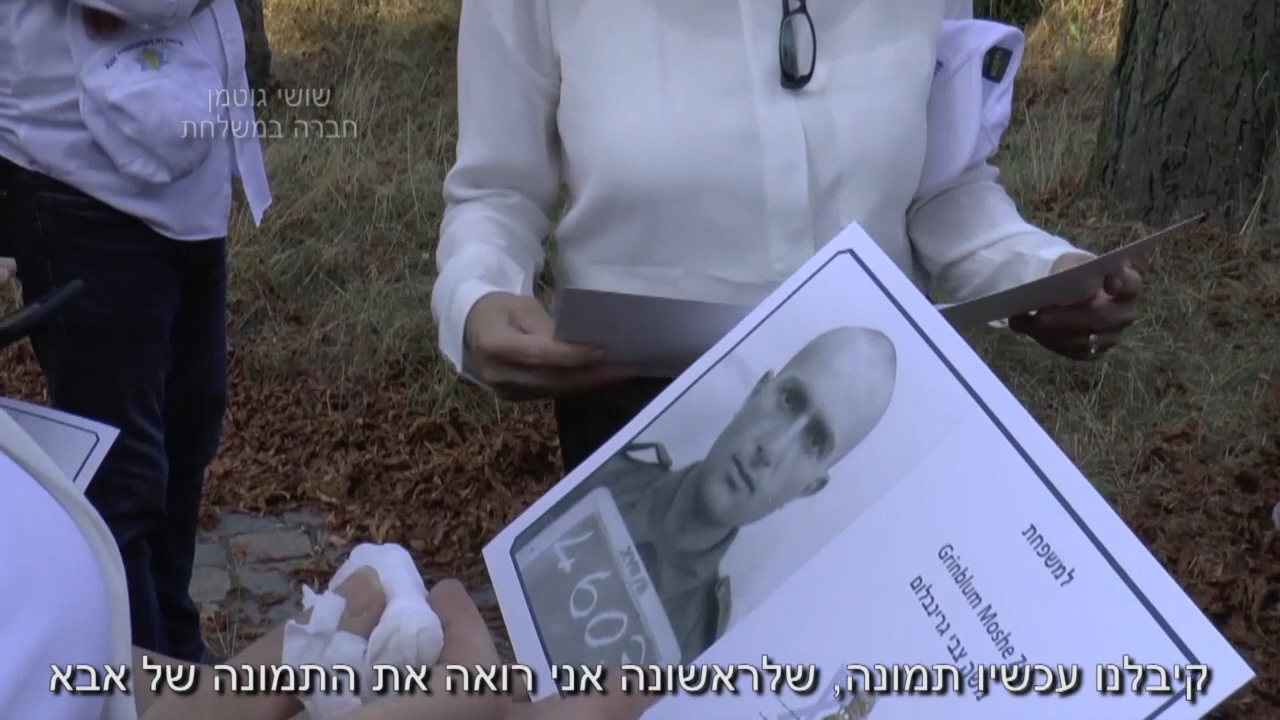 שושי גוטמן
חברה במשלחת
למשפחת
Grinblum Moshe
צבי גרינבלום
4602
קיבלנו עכשיו תמונה, שלראשונה אני רואה את התמונה של אבא